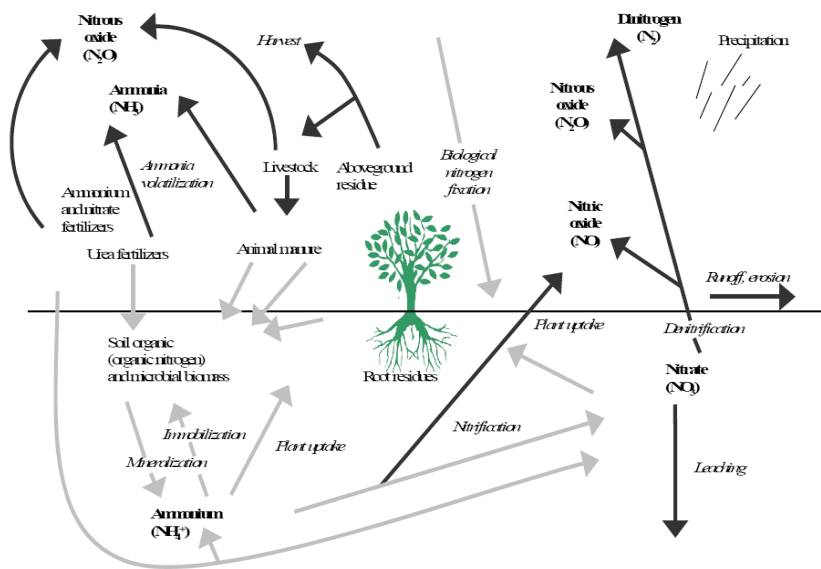 Nitrous
oxide
(N₂O)
Harvest
Dinitrogen
(N₂)
Precipitation
Ammonia
(NH₃)
Nitrous
oxide
(N₂O)
Ammonia
volatilization
Livestock
Aboveground
residue
Biological
nitrogen
fixation
Ammonium
and nitrate
fertilizers
Nitric
oxide
(NO)
Urea fertilizers
Animal manure
Runoff, erosion
Plant uptake
Denitrification
Soil organic
(organic nitrogen)
and microbial biomass
Root residues
Nitrate
(NO₃)
Immobilization
Plant uptake
Nitrification
Mineralization
Leaching
Ammonium
(NH₄⁺)